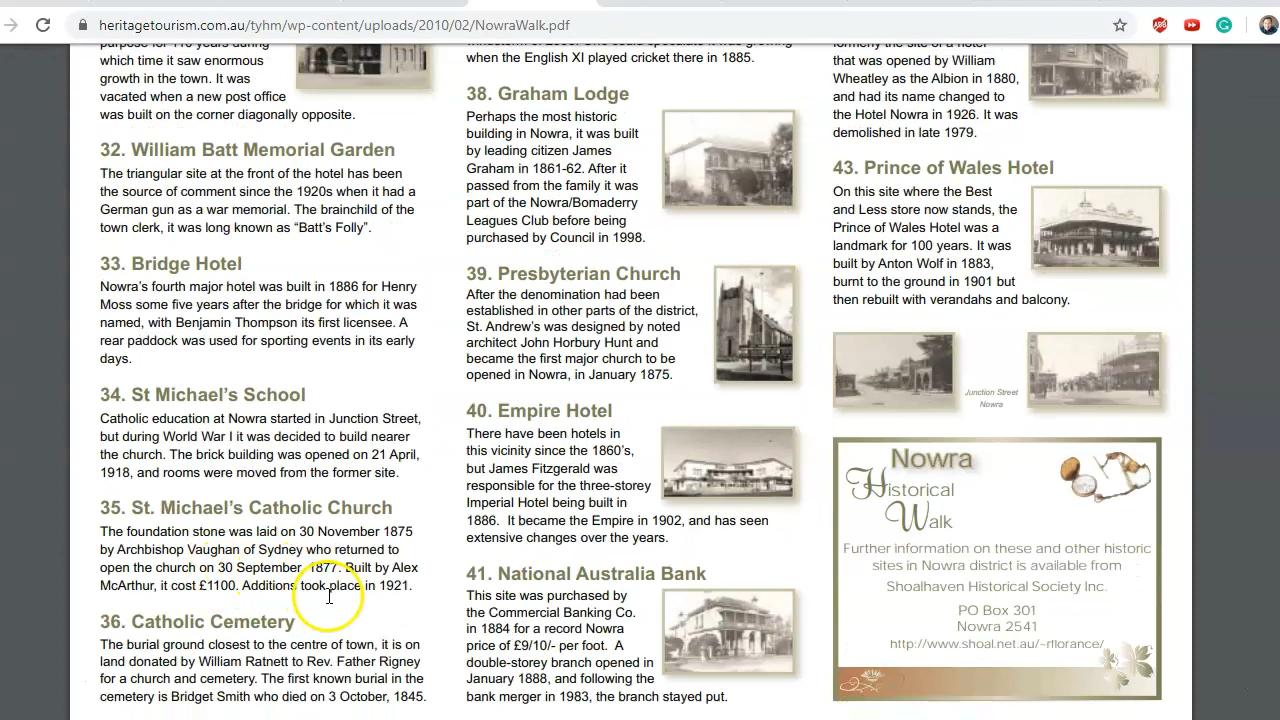 heritagetourism.com.au/tyhm/wp-content/uploads/2010/02/NowraWalk.pdf
purpose for 110 years during
which time it saw enormous
growth in the town. It was
vacated when a new post office
was built on the corner diagonally opposite.
32. William Batt Memorial Garden
The triangular site at the front of the hotel has been
the source of comment since the 1920s when it had a
German gun as a war memorial. The brainchild of the
town clerk, it was long known as “Batt’s Folly”.
33. Bridge Hotel
Nowra’s fourth major hotel was built in 1886 for Henry
Moss some five years after the bridge for which it was
named, with Benjamin Thompson its first licensee. A
rear paddock was used for sporting events in its early
days.
34. St Michael’s School
Catholic education at Nowra started in Junction Street,
but during World War I it was decided to build nearer
the church. The brick building was opened on 21 April,
1918, and rooms were moved from the former site.
35. St. Michael’s Catholic Church
The foundation stone was laid on 30 November 1875
by Archbishop Vaughan of Sydney who returned to
open the church on 30 September 1877. Built by Alex
McArthur, it cost £1100. Additions took place in 1921.
36. Catholic Cemetery
The burial ground closest to the centre of town, it is on
land donated by William Ratnett to Rev. Father Rigney
for a church and cemetery. The first known burial in the
cemetery is Bridget Smith who died on 3 October, 1845.
when the English XI played cricket there in 1885.
38. Graham Lodge
Perhaps the most historic
building in Nowra, it was built
by leading citizen James
Graham in 1861-62. After it
passed from the family it was
part of the Nowra/Bomaderry
Leagues Club before being
purchased by Council in 1998.
39. Presbyterian Church
After the denomination had been
established in other parts of the district,
St. Andrew’s was designed by noted
architect John Horbury Hunt and
became the first major church to be
opened in Nowra, in January 1875.
40. Empire Hotel
There have been hotels in
this vicinity since the 1860’s,
but James Fitzgerald was
responsible for the three-storey
Imperial Hotel being built in
1886. It became the Empire in 1902, and has seen
extensive changes over the years.
41. National Australia Bank
This site was purchased by
the Commercial Banking Co.
in 1884 for a record Nowra
price of £9/10/- per foot. A
double-storey branch opened in
January 1888, and following the
bank merger in 1983, the branch stayed put.
formerly the site of a hotel
that was opened by William
Wheatley as the Albion in 1880,
and had its name changed to
the Hotel Nowra in 1926. It was
demolished in late 1979.
43. Prince of Wales Hotel
On this site where the Best
and Less store now stands, the
Prince of Wales Hotel was a
landmark for 100 years. It was
built by Anton Wolf in 1883,
burnt to the ground in 1901 but
then rebuilt with verandahs and balcony.
Junction Street
Nowra
Nowra
Historical
Walk
Further information on these and other historic
sites in Nowra district is available from
Shoalhaven Historical Society Inc.
PO Box 301
Nowra 2541
http://www.shoal.net.au/~rflorance/